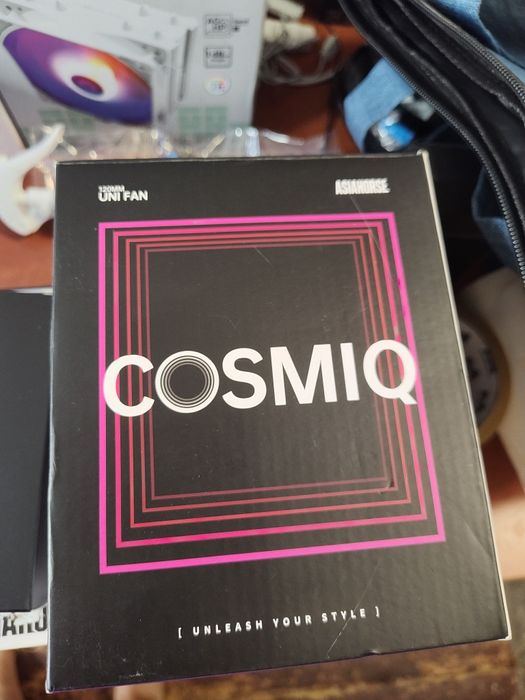 120MM
UNI FAN
ASIAHORSE
COSMIQ
[ UNLEASH YOUR STYLE ]